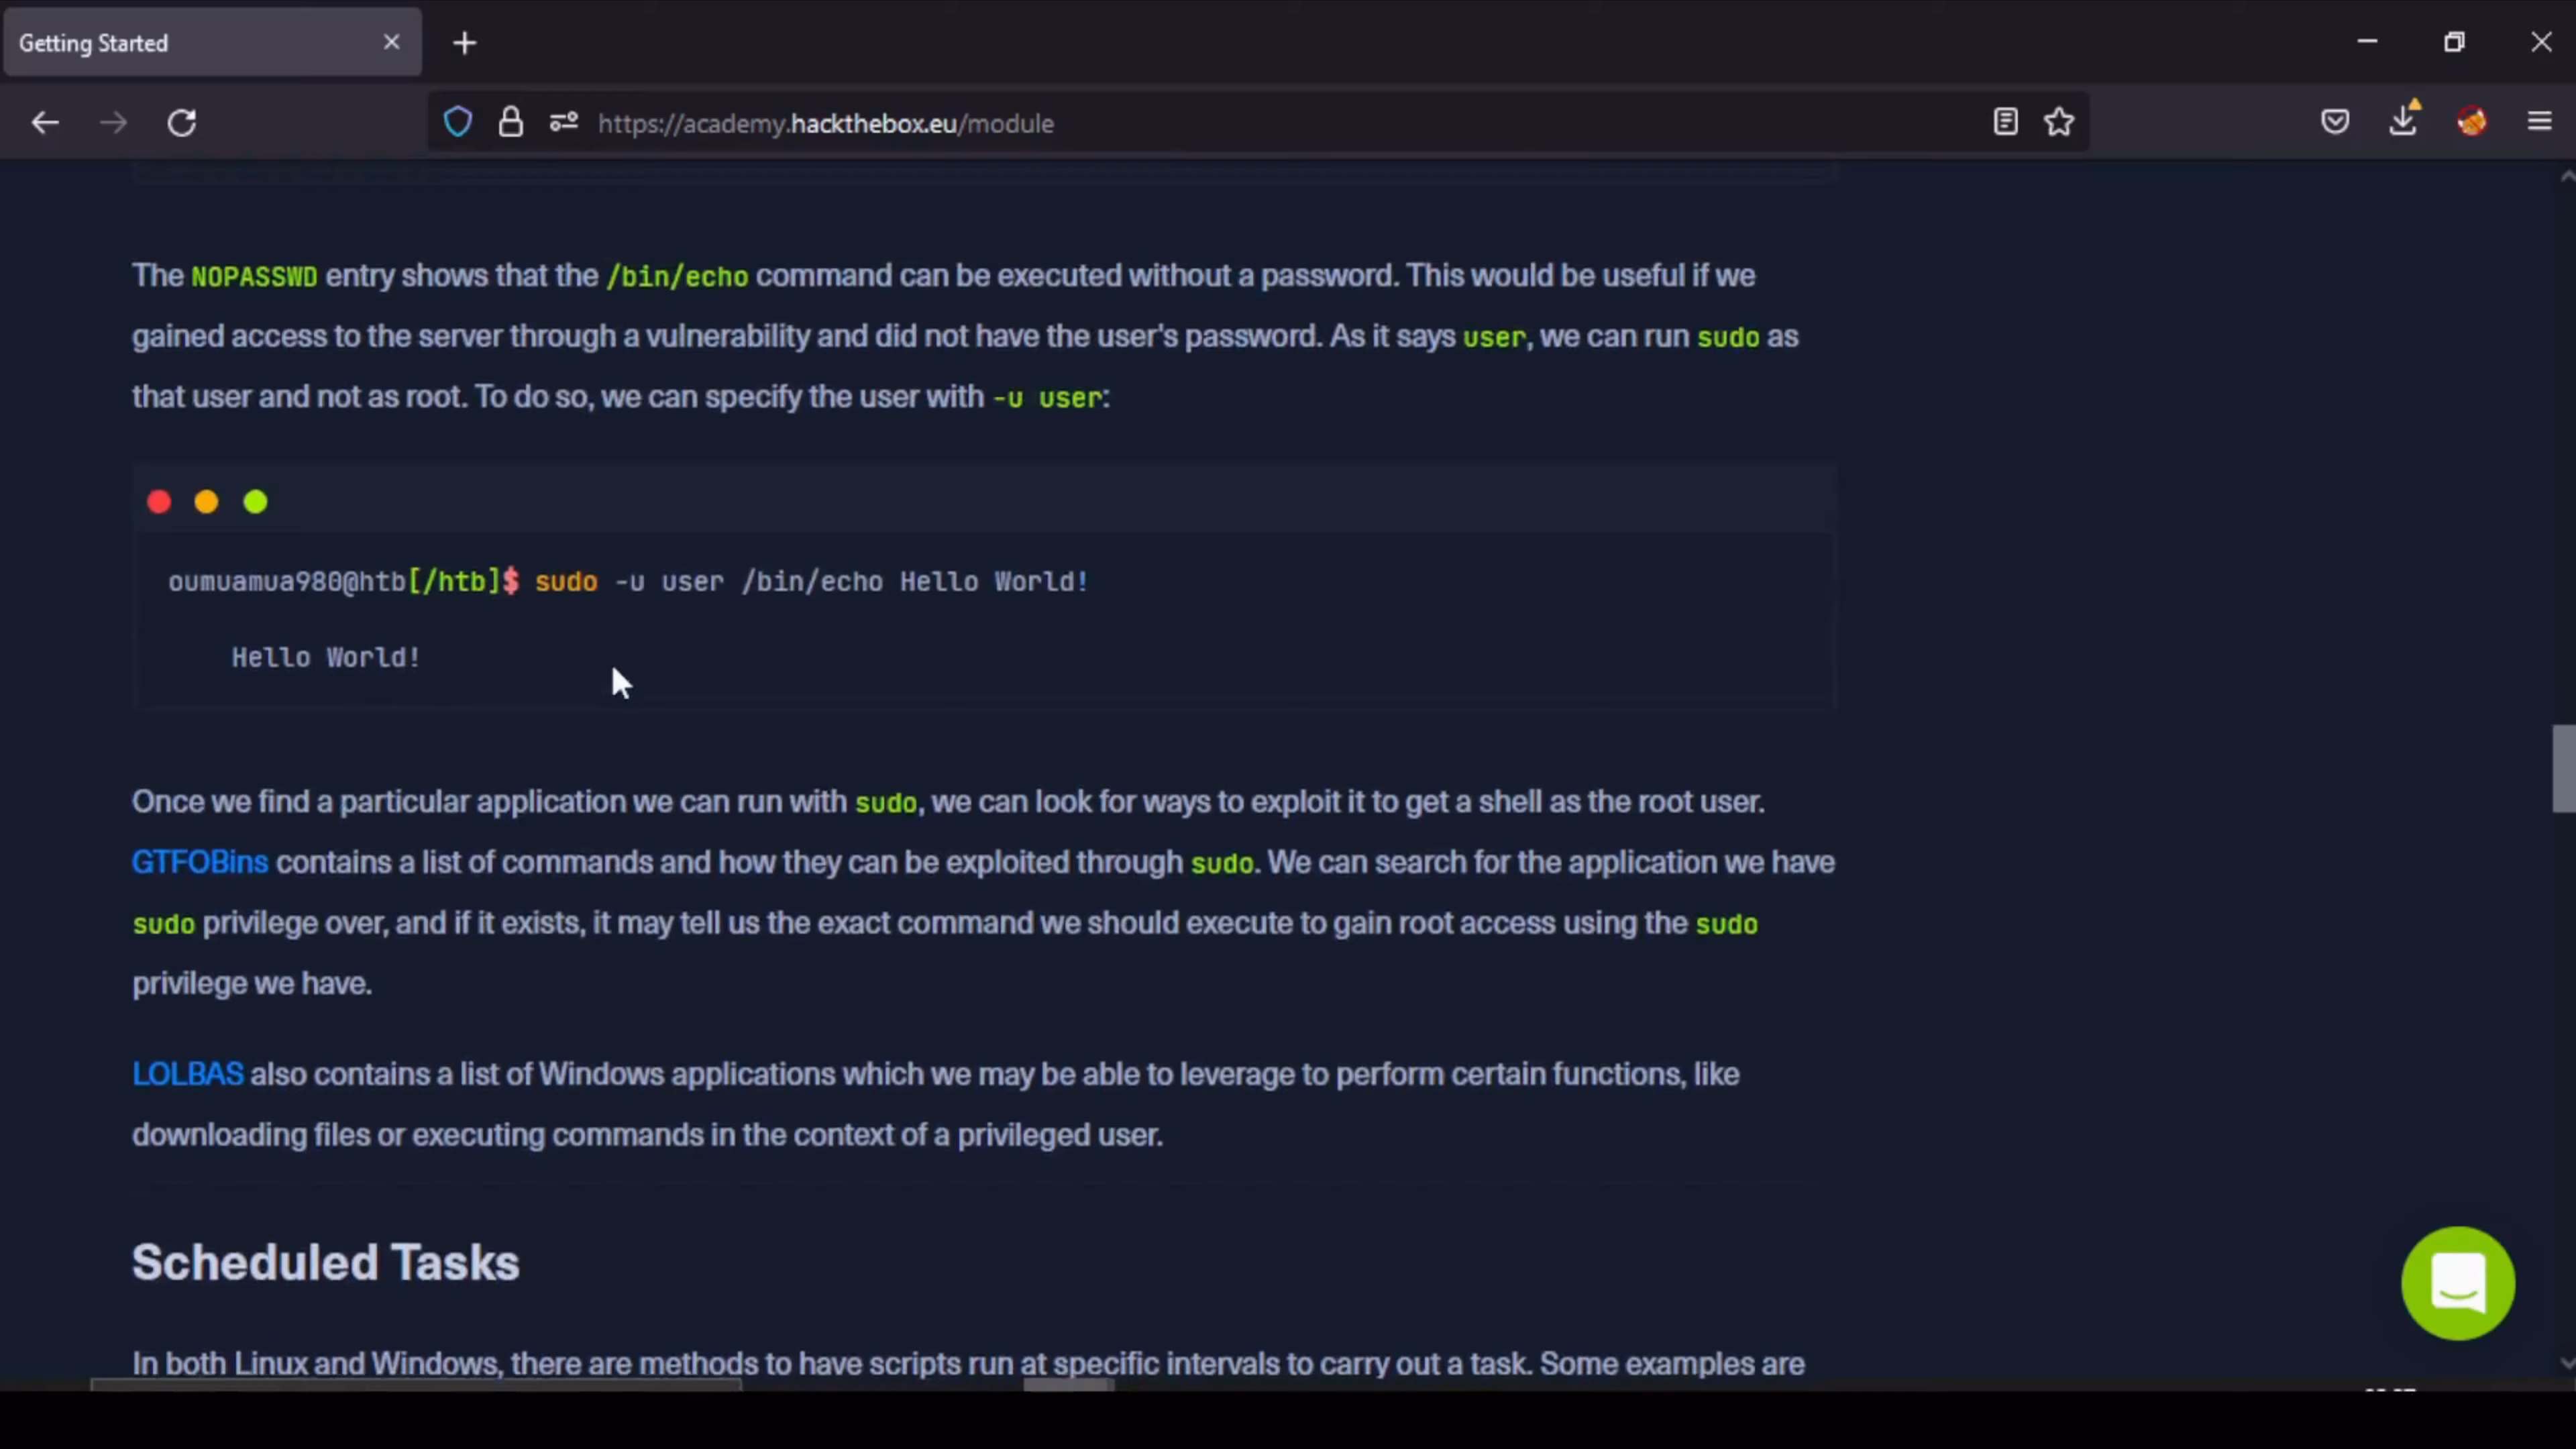 Getting Started
https://academy.hackthebox.eu/module
The NOPASSWD entry shows that the /bin/echo command can be executed without a password. This would be useful if we
gained access to the server through a vulnerability and did not have the user's password. As it says user, we can run sudo as
that user and not as root. To do so, we can specify the user with -u user:
oumuamua980@htb[/htb]$ sudo -u user /bin/echo Hello World!
Hello World!
Once we find a particular application we can run with sudo, we can look for ways to exploit it to get a shell as the root user.
GTFOBins contains a list of commands and how they can be exploited through sudo. We can search for the application we have
sudo privilege over, and if it exists, it may tell us the exact command we should execute to gain root access using the sudo
privilege we have.
LOLBAS also contains a list of Windows applications which we may be able to leverage to perform certain functions, like
downloading files or executing commands in the context of a privileged user.
Scheduled Tasks
In both Linux and Windows, there are methods to have scripts run at specific intervals to carry out a task. Some examples are